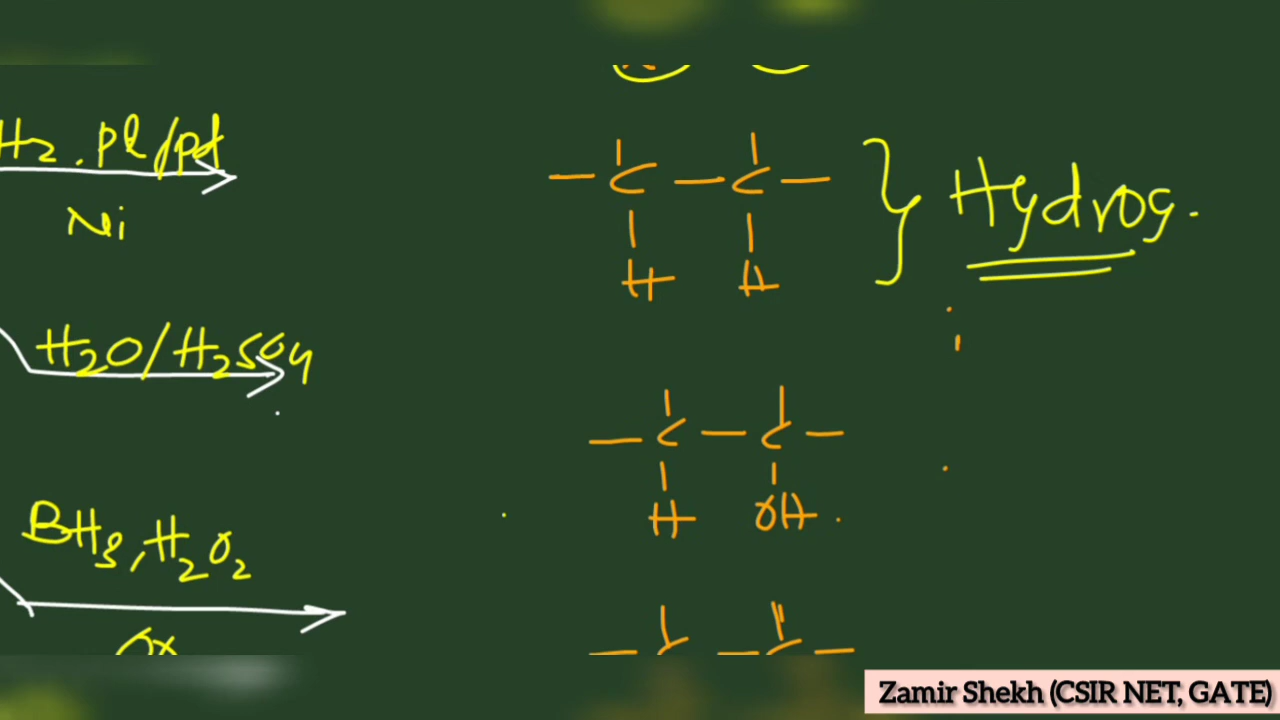 H2. Pd/pt
Ni
— C — C —
H H
} Hydrog.
H2O/H2SO4
— C — C —
H OH
BH3, H2O2
Zamir Shekh (CSIR NET, GATE)